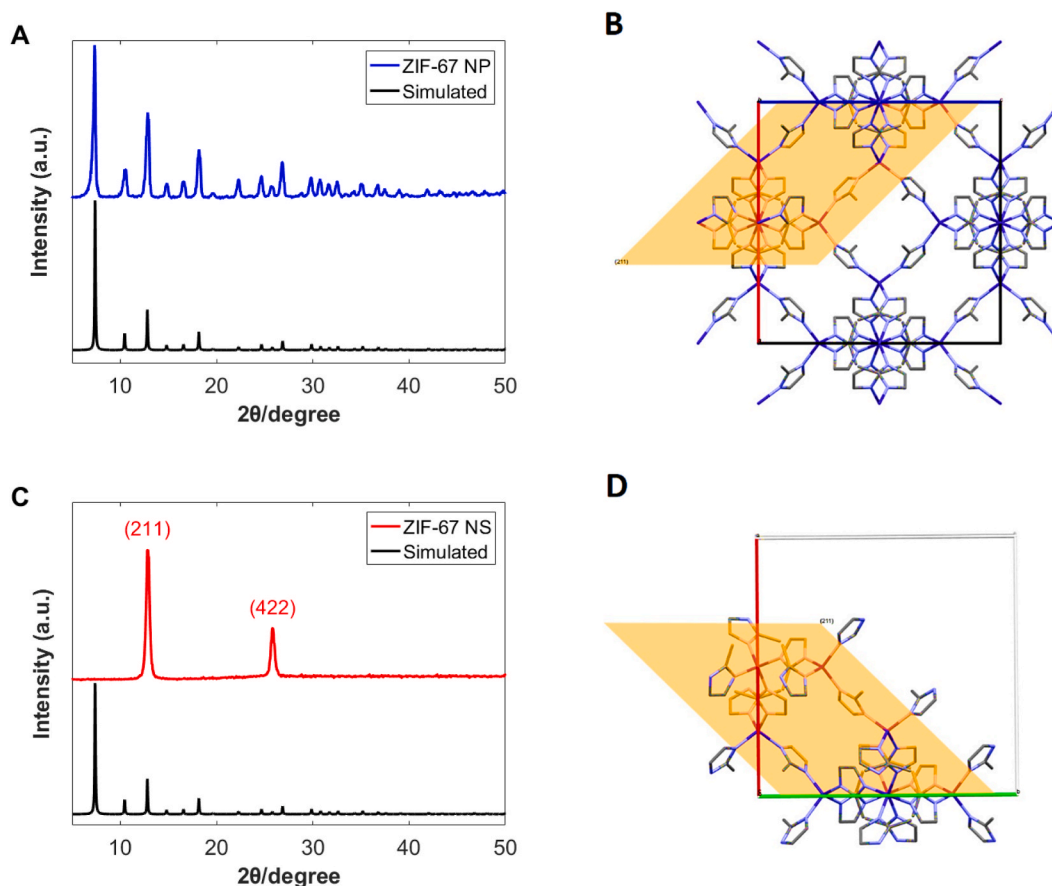 A
ZIF-67 NP
Simulated
Intensity (a.u.)
10
20
30
40
50
2θ/degree
B
(211)
C
ZIF-67 NS
Simulated
(211)
(422)
Intensity (a.u.)
10
20
30
40
50
2θ/degree
D
(211)